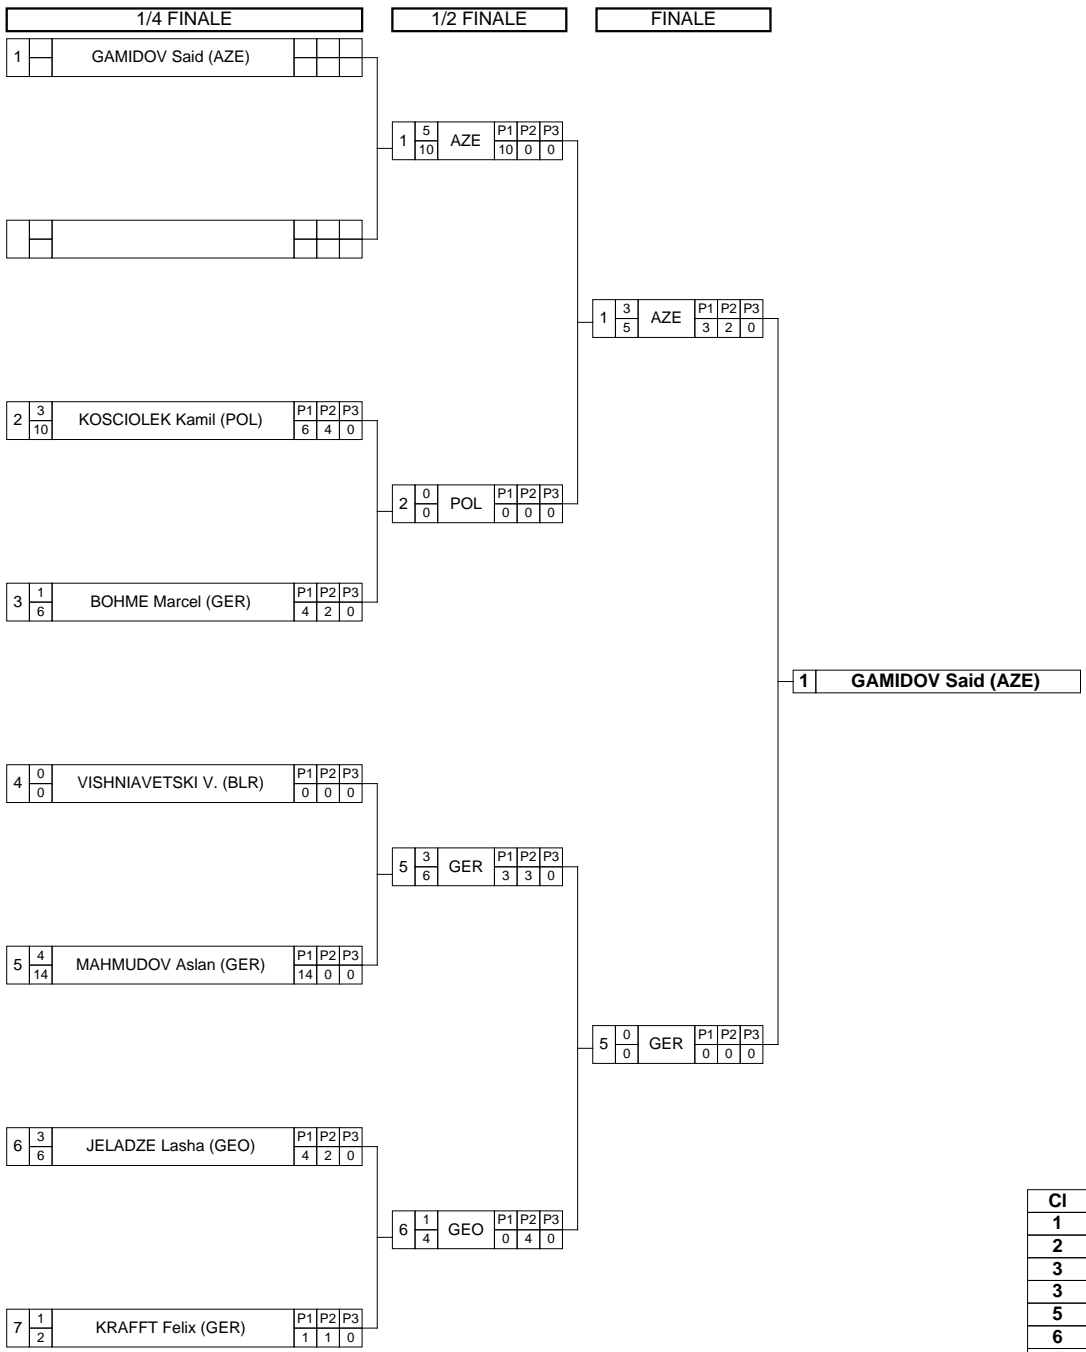 1/4 FINALE 1/2 FINALE FINALE
1 GAMIDOV Said (AZE)
1 5 10 AZE P1 P2 P3 10 0 0
1 3 5 AZE P1 P2 P3 3 2 0
2 3 10 KOSCIOLEK Kamil (POL) P1 P2 P3 6 4 0
2 0 0 POL P1 P2 P3 0 0 0
3 1 6 BOHME Marcel (GER) P1 P2 P3 4 2 0
1 GAMIDOV Said (AZE)
4 0 0 VISHNIAVETSKI V. (BLR) P1 P2 P3 0 0 0
5 3 6 GER P1 P2 P3 3 3 0
5 4 14 MAHMUDOV Aslan (GER) P1 P2 P3 14 0 0
5 0 0 GER P1 P2 P3 0 0 0
6 3 6 JELADZE Lasha (GEO) P1 P2 P3 4 2 0
6 1 4 GEO P1 P2 P3 0 4 0
7 1 2 KRAFFT Felix (GER) P1 P2 P3 1 1 0
Cl
1
2
3
3
5
6